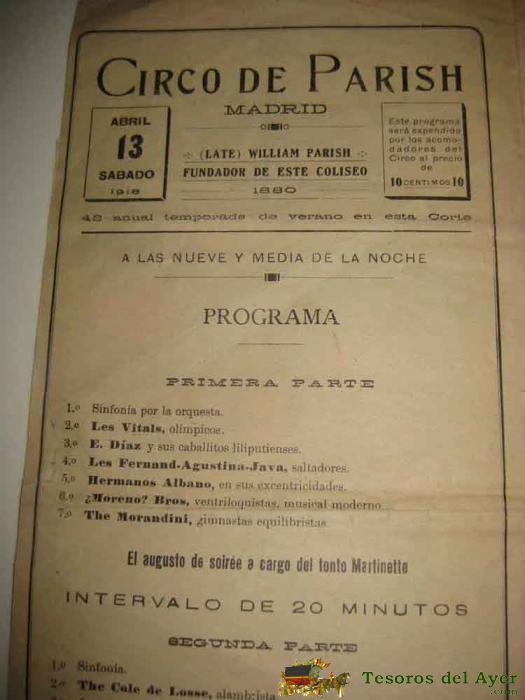 CIRCO DE PARISH
MADRID
ABRIL
13
SABADO
1918
(LATE) WILLIAM PARISH
FUNDADOR DE ESTE COLISEO
1880
Este programa
será expendido
por los acomo-
dadores del
Circo al precio
de
10 CENTIMOS 10
42 anual temporada de verano en esta Corte
A LAS NUEVE Y MEDIA DE LA NOCHE
PROGRAMA
PRIMERA PARTE
1.º Sinfonía por la orquesta.
2.º Les Vitals, olímpicos.
3.º E. Díaz y sus caballitos liliputienses.
4.º Les Fernand-Agustina-Java, saltadores.
5.º Hermanos Albano, en sus excentricidades.
6.º ¿Moreno? Bros, ventriloquistas, musical moderno.
7.º The Morandini, gimnastas equilibristas
El augusto de soirée a cargo del tonto Martinette
INTERVALO DE 20 MINUTOS
SEGUNDA PARTE
1.º Sinfonía.
2.º The Cole de Losse, alambrista
Tesoros del Ayer
.com